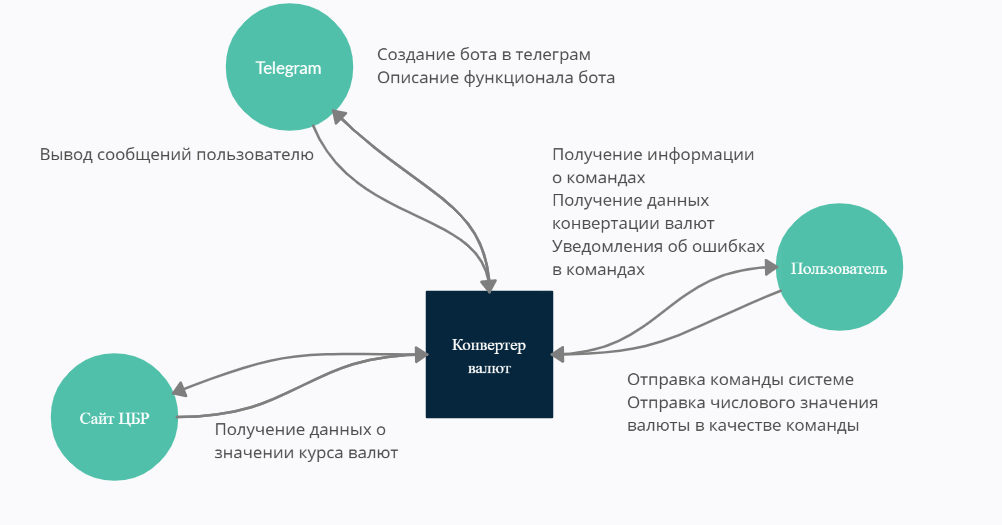 Telegram
Создание бота в телеграм
Описание функционала бота
Вывод сообщений пользователю
Получение информации
о командах
Получение данных
конвертации валют
Уведомления об ошибках
в командах
Пользователь
Конвертер
валют
Отправка команды системе
Отправка числового значения
валюты в качестве команды
Сайт ЦБР
Получение данных о
значении курса валют